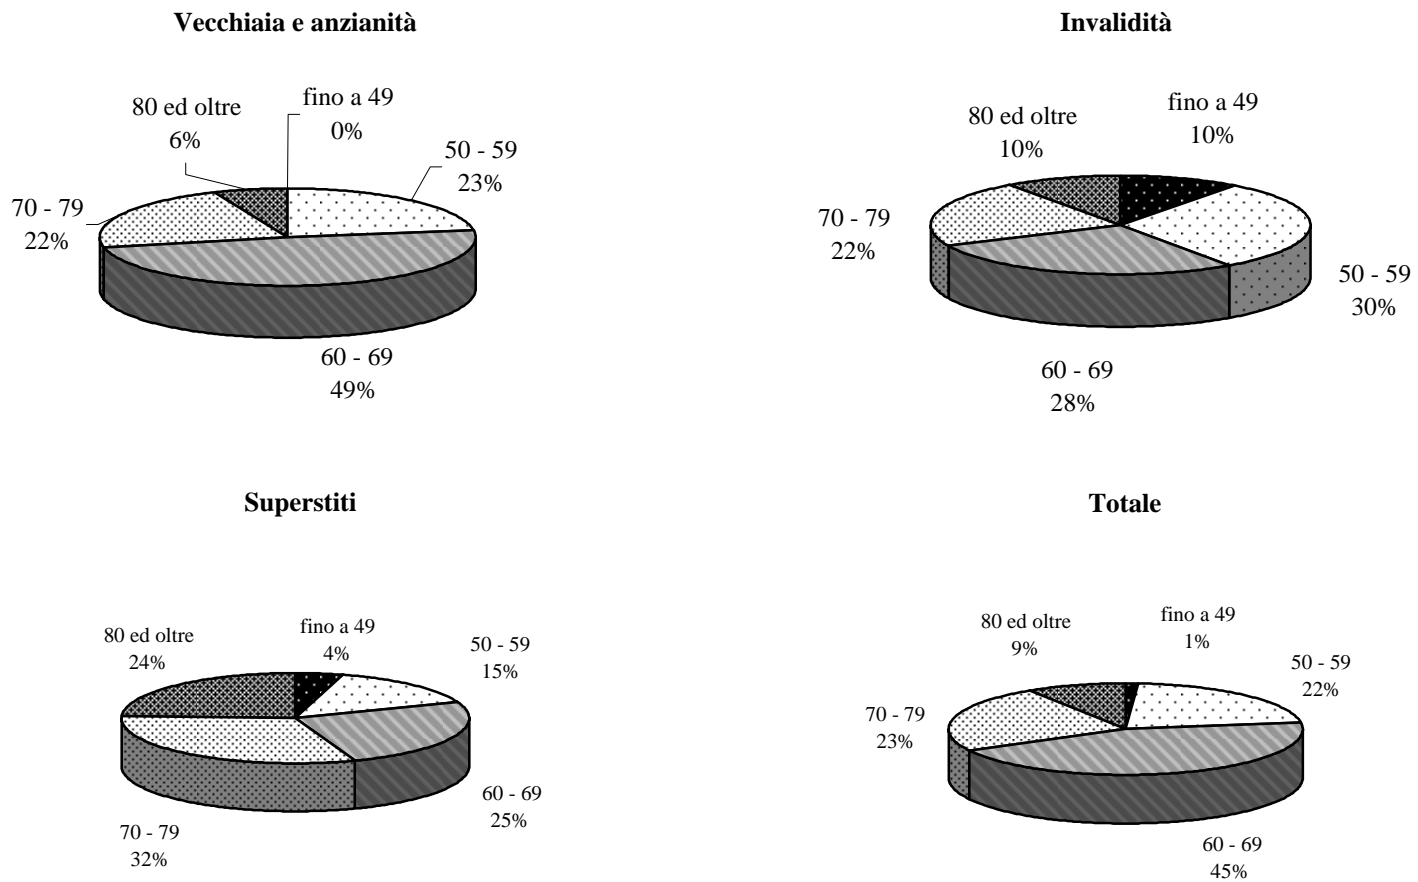 Vecchiaia e anzianità
80 ed oltre
6%
fino a 49
0%
50 - 59
23%
70 - 79
22%
60 - 69
49%
Invalidità
80 ed oltre
10%
fino a 49
10%
70 - 79
22%
50 - 59
30%
60 - 69
28%
Superstiti
80 ed oltre
24%
fino a 49
4%
50 - 59
15%
60 - 69
25%
70 - 79
32%
Totale
80 ed oltre
9%
fino a 49
1%
50 - 59
22%
70 - 79
23%
60 - 69
45%